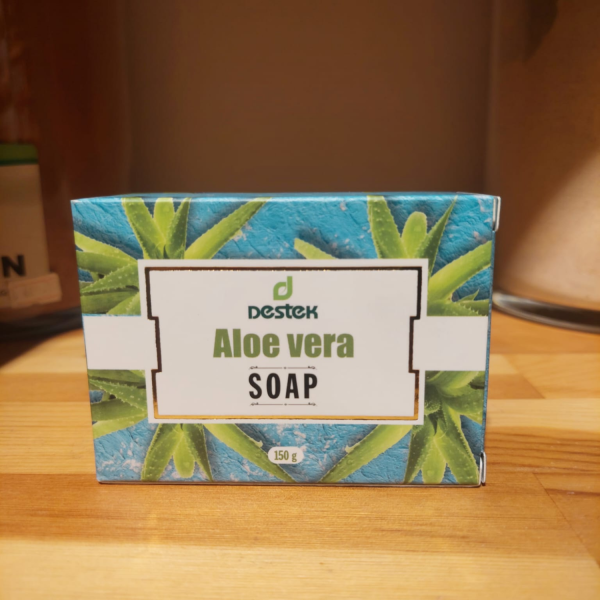 DESTEK
Aloe vera
SOAP
150 g
N